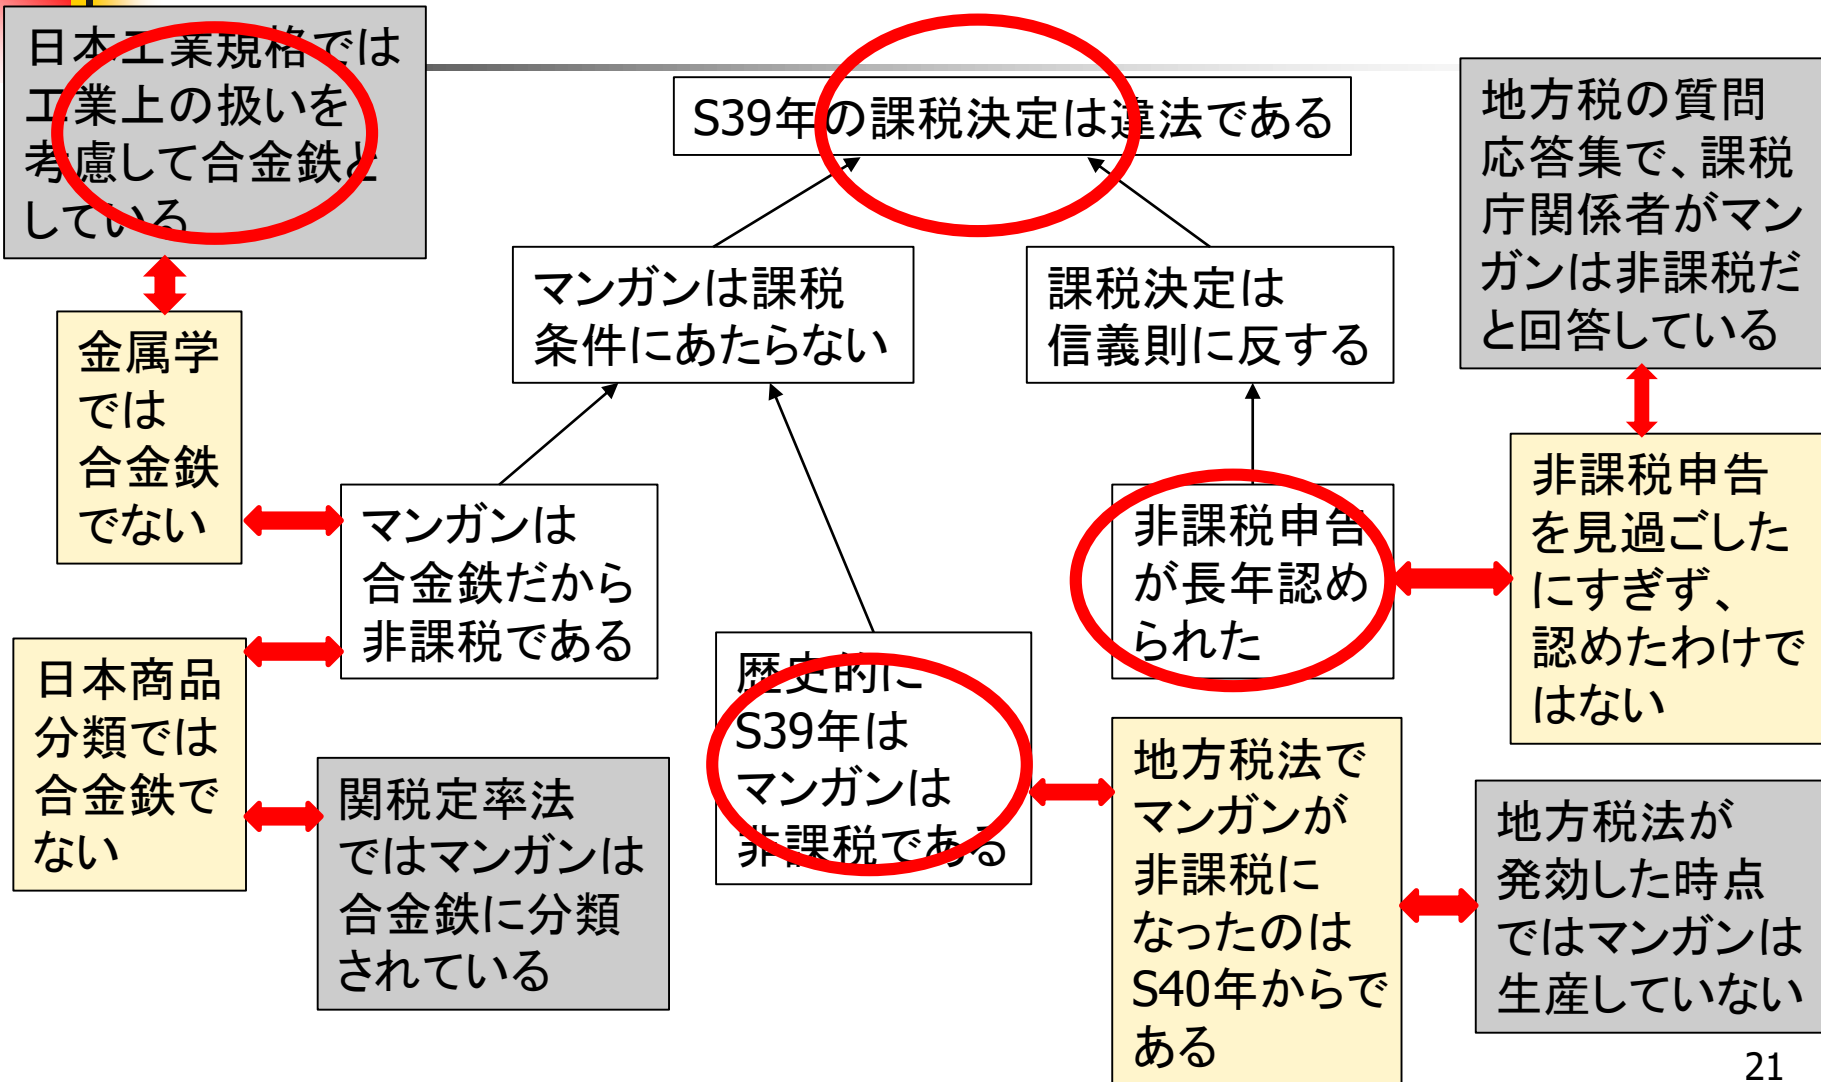 日本工業規格では
工業上の扱いを
考慮して合金鉄と
している
S39年の課税決定は違法である
地方税の質問
応答集で、課税
庁関係者がマン
ガンは非課税だ
と回答している
マンガンは課税
条件にあたらない
課税決定は
信義則に反する
金属学
では
合金鉄
でない
マンガンは
合金鉄だから
非課税である
非課税申告
が長年認め
られた
非課税申告
を見過ごした
にすぎず、
認めたわけで
はない
日本商品
分類では
合金鉄で
ない
関税定率法
ではマンガンは
合金鉄に分類
されている
歴史的に
S39年は
マンガンは
非課税である
地方税法で
マンガンが
非課税に
なったのは
S40年からで
ある
地方税法が
発効した時点
ではマンガンは
生産していない
21